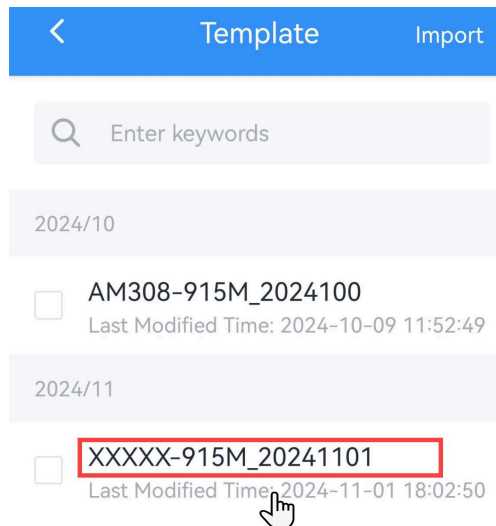 Template Import
Enter keywords
2024/10
AM308-915M_2024100
Last Modified Time: 2024-10-09 11:52:49
2024/11
XXXXX-915M_20241101
Last Modified Time: 2024-11-01 18:02:50